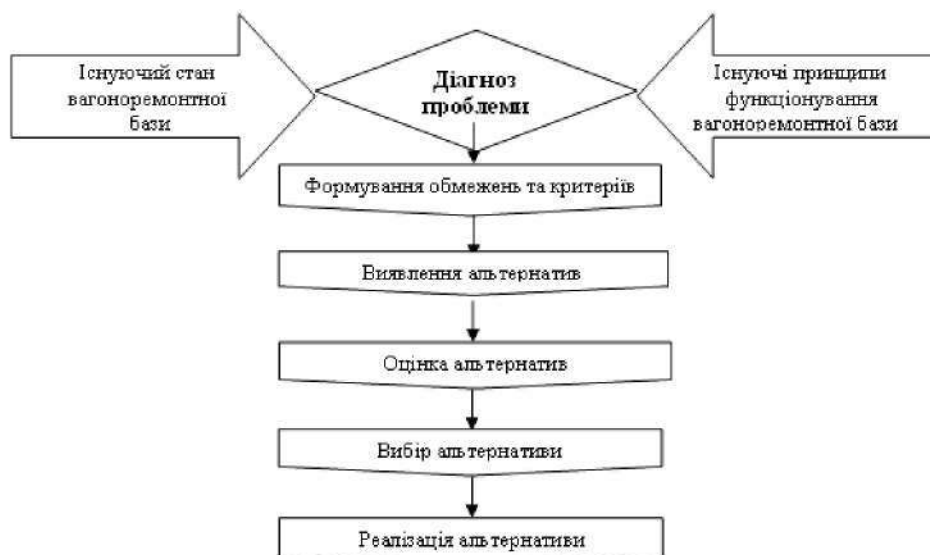 Існуючий стан
вагоноремонтної
бази
Діагноз
проблеми
Існуючі принципи
функціонування
вагоноремонтної бази
Формування обмежень та критеріїв
Виявлення альтернатив
Оцінка альтернатив
Вибір альтернативи
Реалізація альтернативи